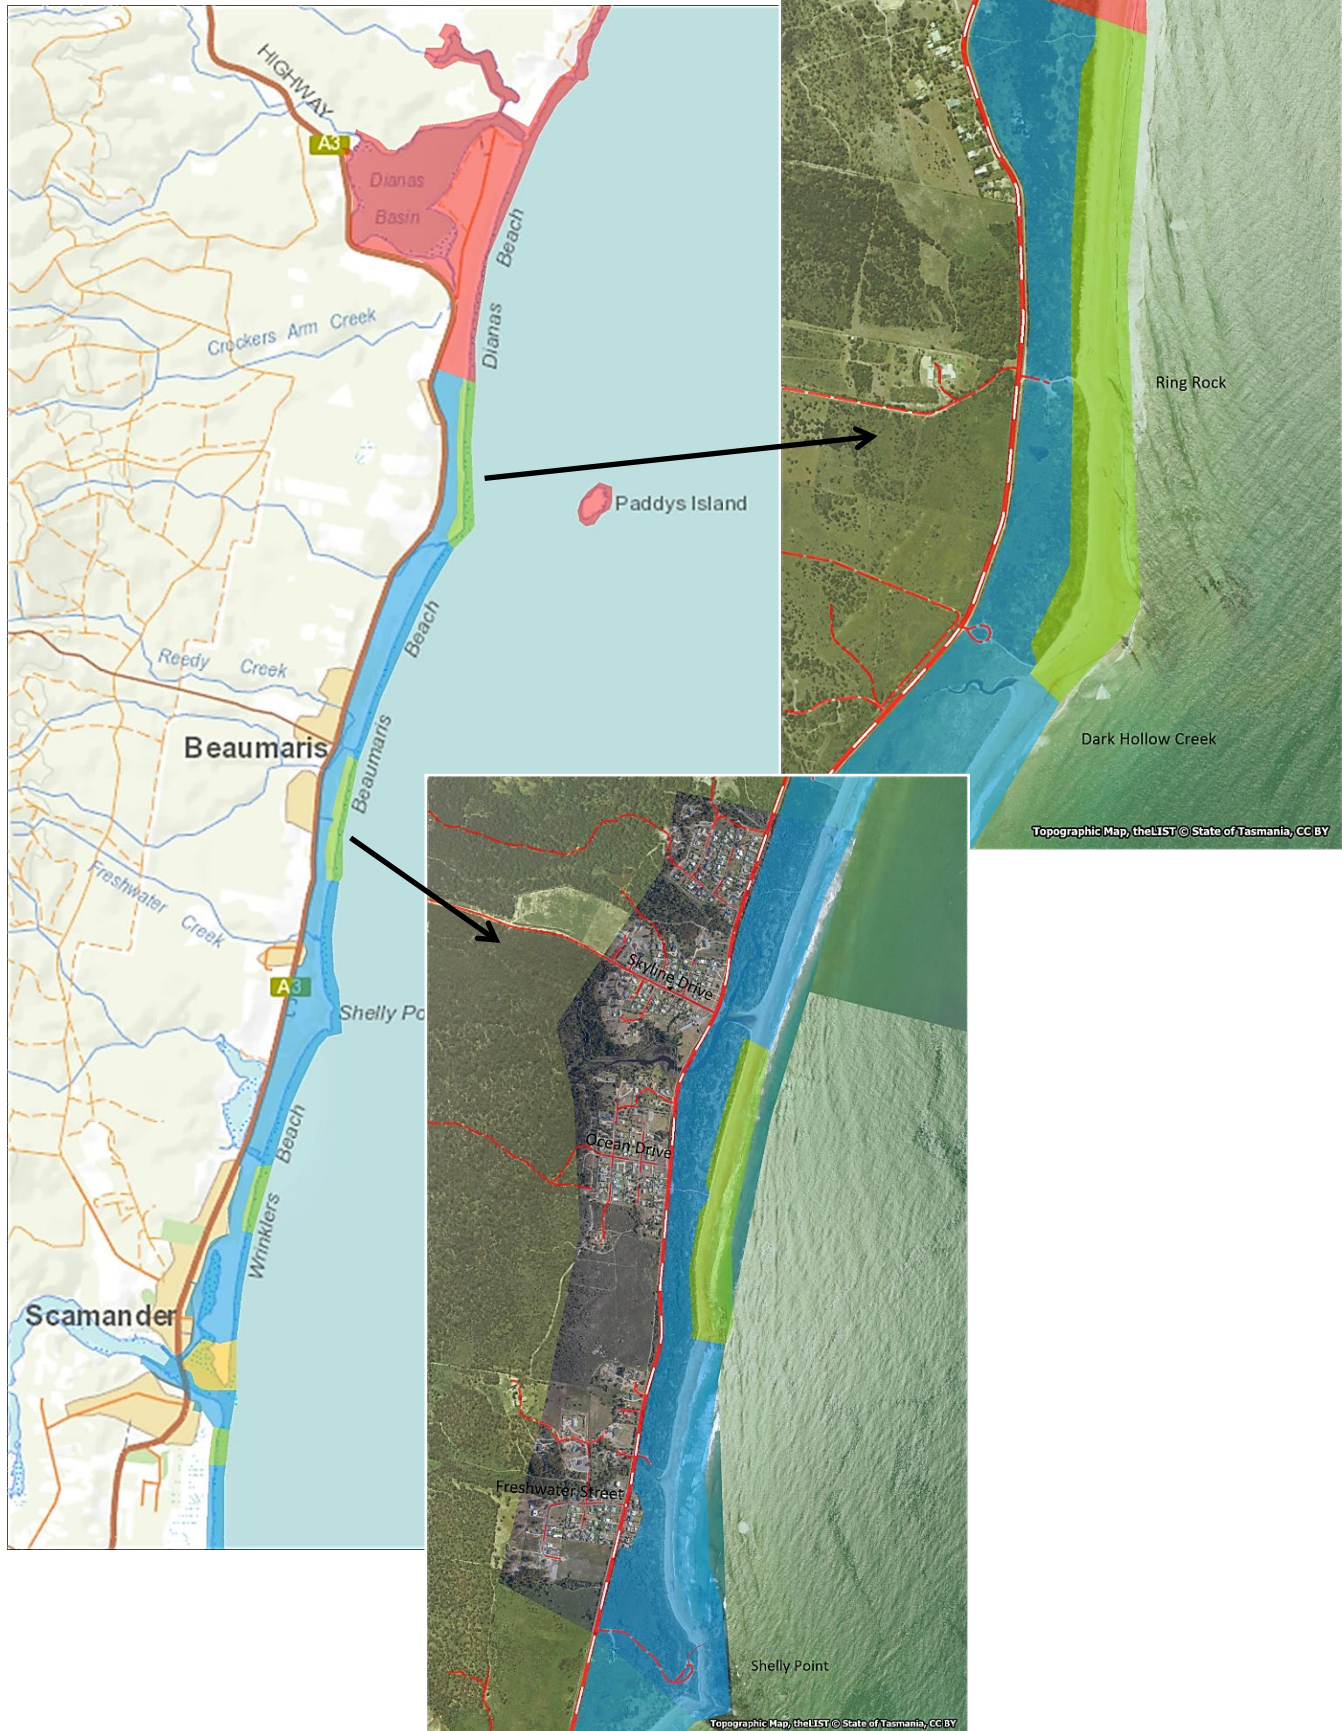 HIGHWAY
A3
Dianas
Basin
Beach
Dianas
Crockers Arm Creek
Ring Rock
Paddys Island
Beach
Reedy Creek
Beaumaris
Beaumaris
Dark Hollow Creek
Topographic Map, theLIST © State of Tasmania, CC BY
Freshwater Creek
Skyline Drive
A3
Shelly Po
Beach
Ocean Drive
Wrinklers
Scamander
Freshwater Street
Shelly Point
Topographic Map, theLIST © State of Tasmania, CC BY